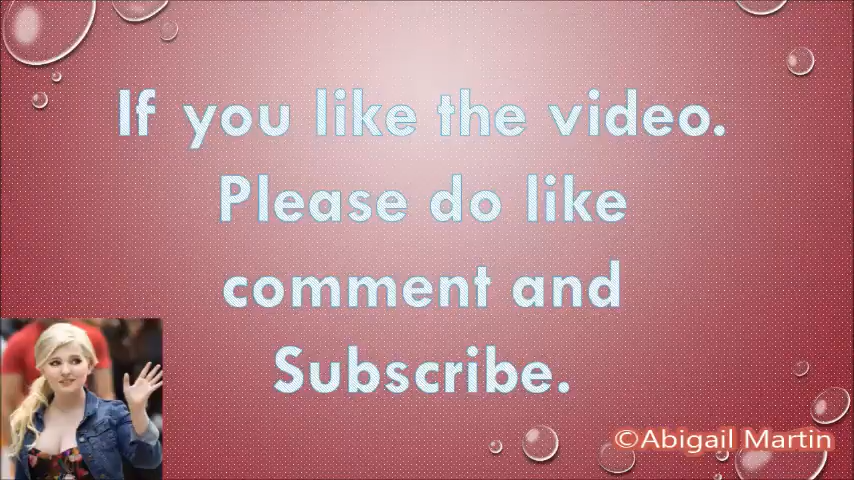 If you like the video.
Please do like
comment and
Subscribe.
©Abigail Martin